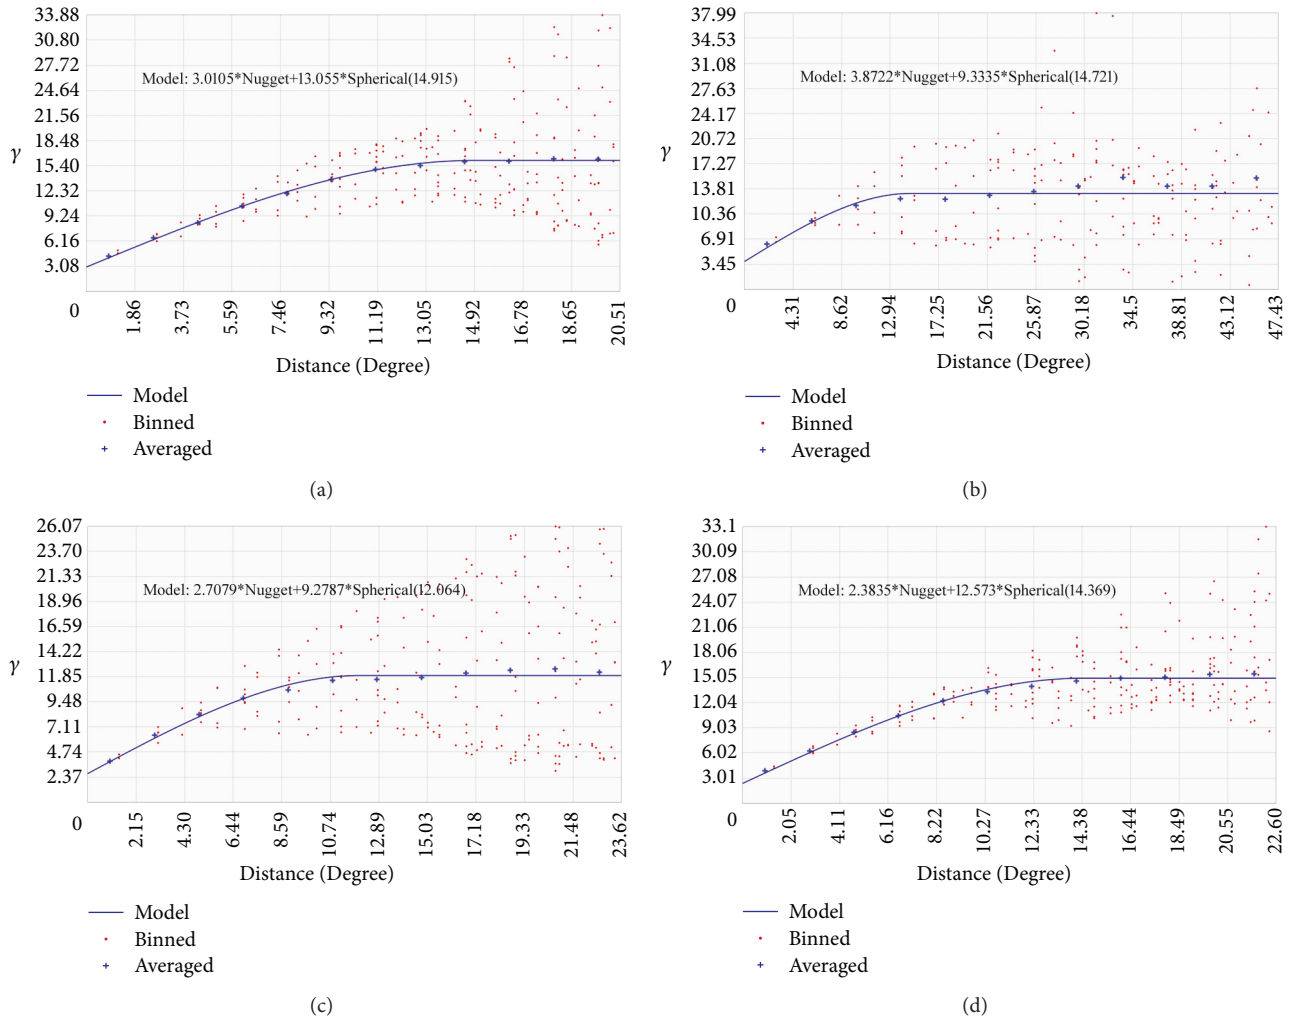 33.88
30.80
27.72
24.64
21.56
18.48
15.40
12.32
9.24
6.16
3.08
0
γ
Model: 3.0105*Nugget+13.055*Spherical(14.915)
1.86 3.73 5.59 7.46 9.32 11.19 13.05 14.92 16.78 18.65 20.51
Distance (Degree)
Model
Binned
Averaged
(a)
37.99
34.53
31.08
27.63
24.17
20.72
17.27
13.81
10.36
6.91
3.45
0
γ
Model: 3.8722*Nugget+9.3335*Spherical(14.721)
4.31 8.62 12.94 17.25 21.56 25.87 30.18 34.5 38.81 43.12 47.43
Distance (Degree)
Model
Binned
Averaged
(b)
26.07
23.70
21.33
18.96
16.59
14.22
11.85
9.48
7.11
4.74
2.37
0
γ
Model: 2.7079*Nugget+9.2787*Spherical(12.064)
2.15 4.30 6.44 8.59 10.74 12.89 15.03 17.18 19.33 21.48 23.62
Distance (Degree)
Model
Binned
Averaged
(c)
33.1
30.09
27.08
24.07
21.06
18.06
15.05
12.04
9.03
6.02
3.01
0
γ
Model: 2.3835*Nugget+12.573*Spherical(14.369)
2.05 4.11 6.16 8.22 10.27 12.33 14.38 16.44 18.49 20.55 22.60
Distance (Degree)
Model
Binned
Averaged
(d)